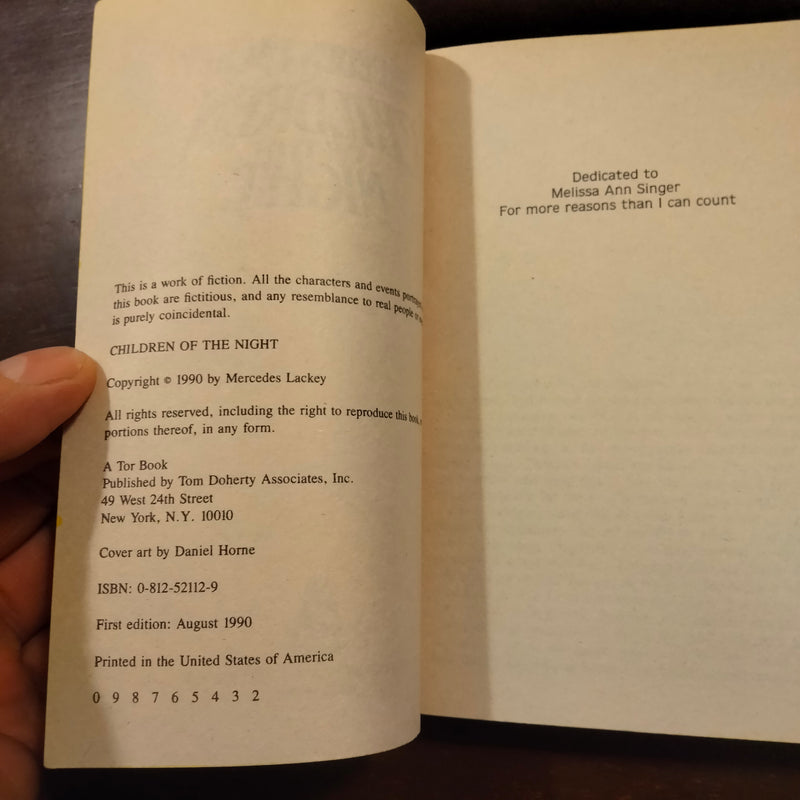 This is a work of fiction. All the characters and events
this book are fictitious, and any resemblance to real people or
is purely coincidental.
CHILDREN OF THE NIGHT
Copyright © 1990 by Mercedes Lackey
All rights reserved, including the right to reproduce this book,
portions thereof, in any form.
A Tor Book
Published by Tom Doherty Associates, Inc.
49 West 24th Street
New York, N.Y. 10010
Cover art by Daniel Horne
ISBN: 0-812-52112-9
First edition: August 1990
Printed in the United States of America
0 9 8 7 6 5 4 3 2
Dedicated to
Melissa Ann Singer
For more reasons than I can count